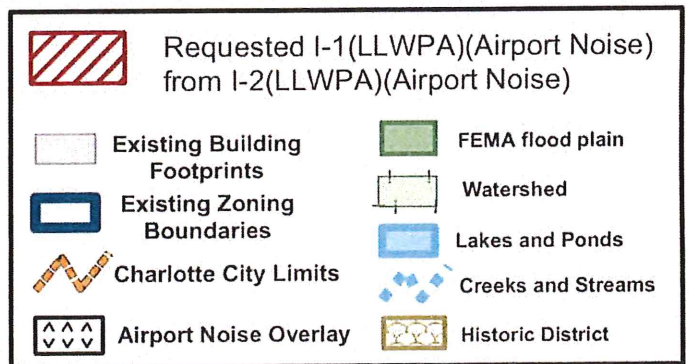 Requested I-1(LLWPA)(Airport Noise)
from I-2(LLWPA)(Airport Noise)
Existing Building
Footprints
Existing Zoning
Boundaries
Charlotte City Limits
Airport Noise Overlay
FEMA flood plain
Watershed
Lakes and Ponds
Creeks and Streams
Historic District